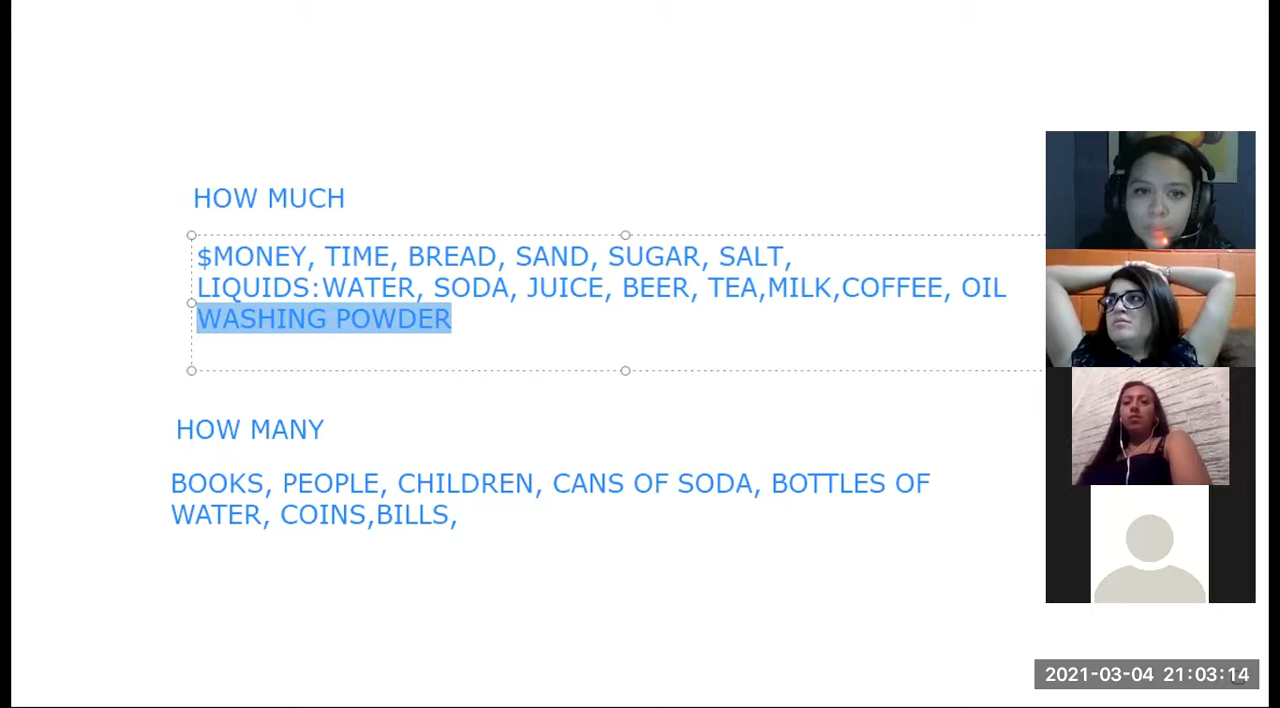 HOW MUCH
$MONEY, TIME, BREAD, SAND, SUGAR, SALT,
LIQUIDS:WATER, SODA, JUICE, BEER, TEA,MILK,COFFEE, OIL
WASHING POWDER
HOW MANY
BOOKS, PEOPLE, CHILDREN, CANS OF SODA, BOTTLES OF
WATER, COINS,BILLS,
2021-03-04 21:03:14